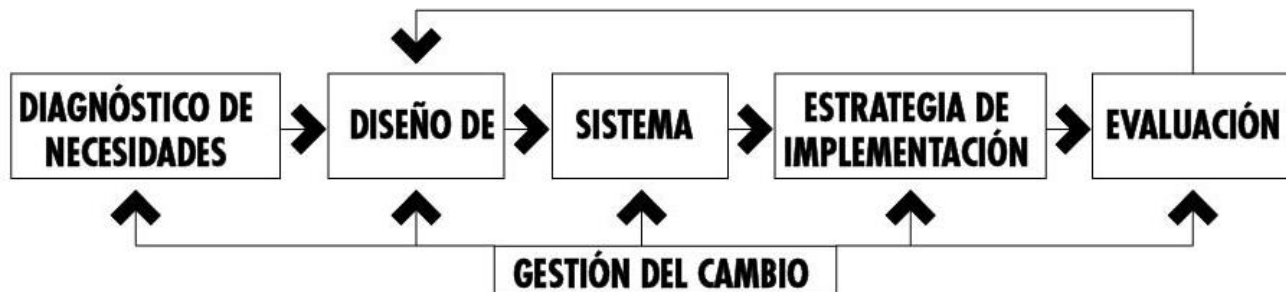 DIAGNÓSTICO DE
NECESIDADES
DISEÑO DE
SISTEMA
ESTRATEGIA DE
IMPLEMENTACIÓN
EVALUACIÓN
GESTIÓN DEL CAMBIO